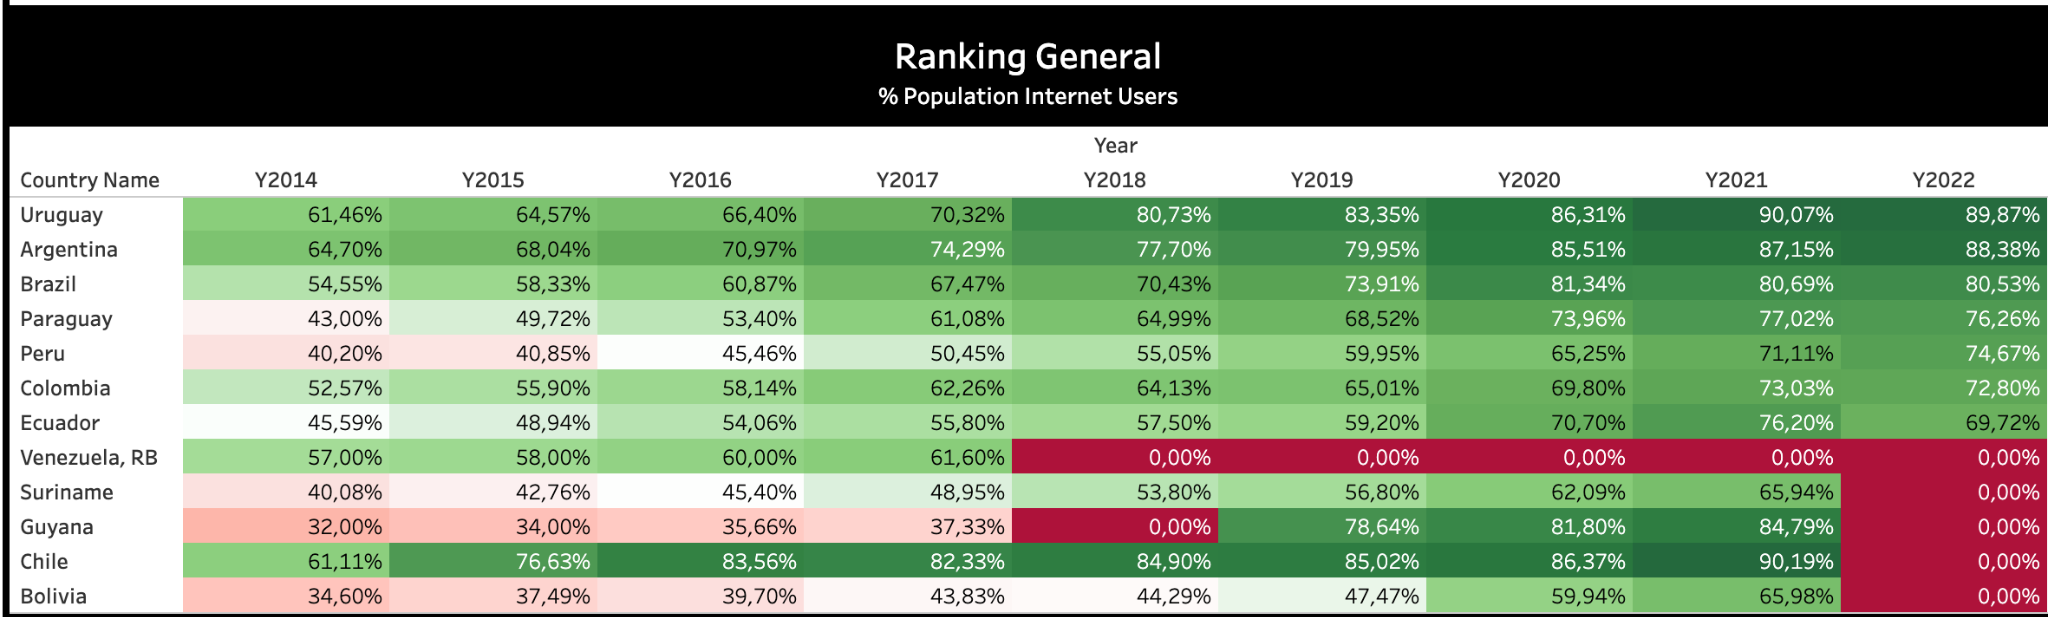 Ranking General
% Population Internet Users
Year
Country Name Y2014 Y2015 Y2016 Y2017 Y2018 Y2019 Y2020 Y2021 Y2022
Uruguay 61,46% 64,57% 66,40% 70,32% 80,73% 83,35% 86,31% 90,07% 89,87%
Argentina 64,70% 68,04% 70,97% 74,29% 77,70% 79,95% 85,51% 87,15% 88,38%
Brazil 54,55% 58,33% 60,87% 67,47% 70,43% 73,91% 81,34% 80,69% 80,53%
Paraguay 43,00% 49,72% 53,40% 61,08% 64,99% 68,52% 73,96% 77,02% 76,26%
Peru 40,20% 40,85% 45,46% 50,45% 55,05% 59,95% 65,25% 71,11% 74,67%
Colombia 52,57% 55,90% 58,14% 62,26% 64,13% 65,01% 69,80% 73,03% 72,80%
Ecuador 45,59% 48,94% 54,06% 55,80% 57,50% 59,20% 70,70% 76,20% 69,72%
Venezuela, RB 57,00% 58,00% 60,00% 61,60% 0,00% 0,00% 0,00% 0,00% 0,00%
Suriname 40,08% 42,76% 45,40% 48,95% 53,80% 56,80% 62,09% 65,94% 0,00%
Guyana 32,00% 34,00% 35,66% 37,33% 0,00% 78,64% 81,80% 84,79% 0,00%
Chile 61,11% 76,63% 83,56% 82,33% 84,90% 85,02% 86,37% 90,19% 0,00%
Bolivia 34,60% 37,49% 39,70% 43,83% 44,29% 47,47% 59,94% 65,98% 0,00%